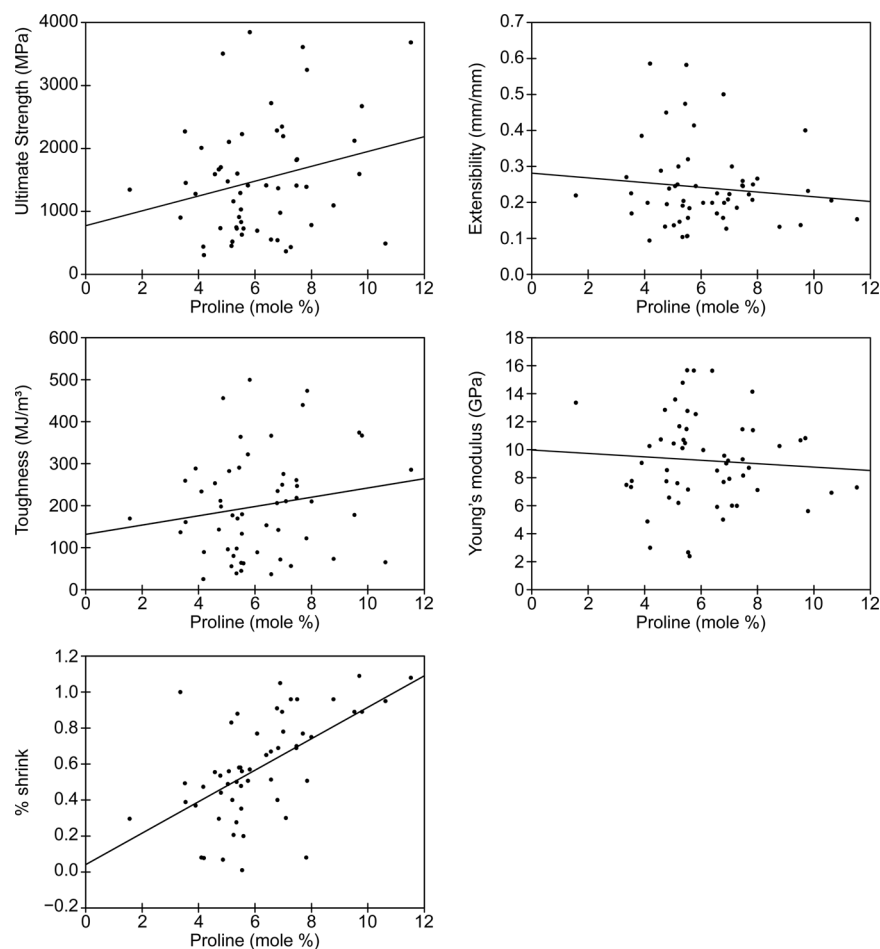 4000
3000
2000
1000
0
Ultimate Strength (MPa)
0 2 4 6 8 10 12
Proline (mole %)
0.7
0.6
0.5
0.4
0.3
0.2
0.1
0.0
Extensibility (mm/mm)
0 2 4 6 8 10 12
Proline (mole %)
600
500
400
300
200
100
0
Toughness (MJ/m³)
0 2 4 6 8 10 12
Proline (mole %)
18
16
14
12
10
8
6
4
2
0
Young's modulus (GPa)
0 2 4 6 8 10 12
Proline (mole %)
1.2
1.0
0.8
0.6
0.4
0.2
0.0
−0.2
% shrink
0 2 4 6 8 10 12
Proline (mole %)